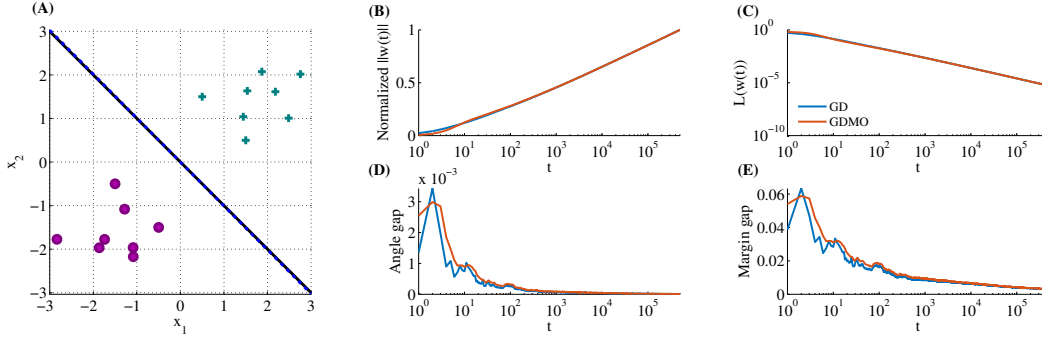 (A)
3
2
1
0
−1
−2
−3
−3 −2 −1 0 1 2 3
x_2
x_1
(B)
Normalized ||w(t)||
1
0.5
0
10^0 10^1 10^2 10^3 10^4 10^5
t
(C)
L(w(t))
10^0
10^−5
10^−10
GD
GDMO
10^0 10^1 10^2 10^3 10^4 10^5
t
(D)
x 10^−3
Angle gap
3
2
1
0
10^0 10^1 10^2 10^3 10^4 10^5
t
(E)
Margin gap
0.06
0.04
0.02
0
10^0 10^1 10^2 10^3 10^4 10^5
t